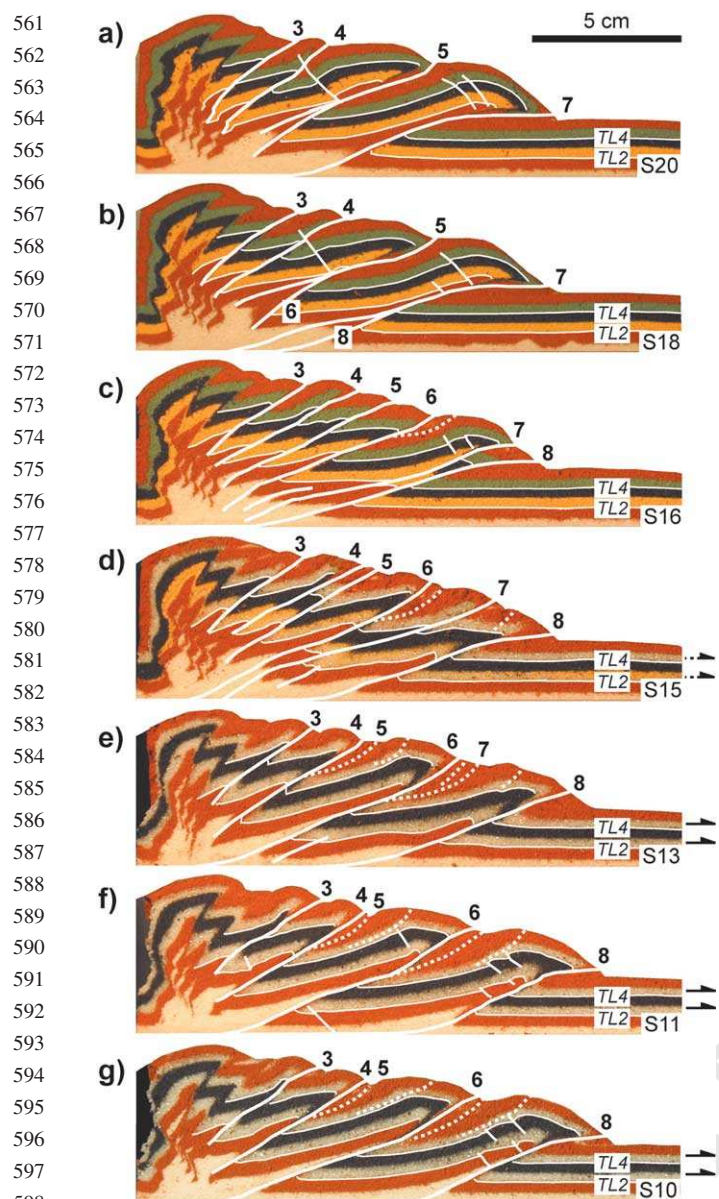 561
562
563
564
565
566
567
568
569
570
571
572
573
574
575
576
577
578
579
580
581
582
583
584
585
586
587
588
589
590
591
592
593
594
595
596
597
a) 3 4 5 7 5 cm
TL4
TL2 S20
b) 3 4 5 7
6 8
TL4
TL2 S18
c) 3 4 5 6 7 8
TL4
TL2 S16
d) 3 4 5 6 7 8
TL4
TL2 S15
e) 3 4 5 6 7 8
TL4
TL2 S13
f) 3 4 5 6 8
TL4
TL2 S11
g) 3 4 5 6 8
TL4
TL2 S10